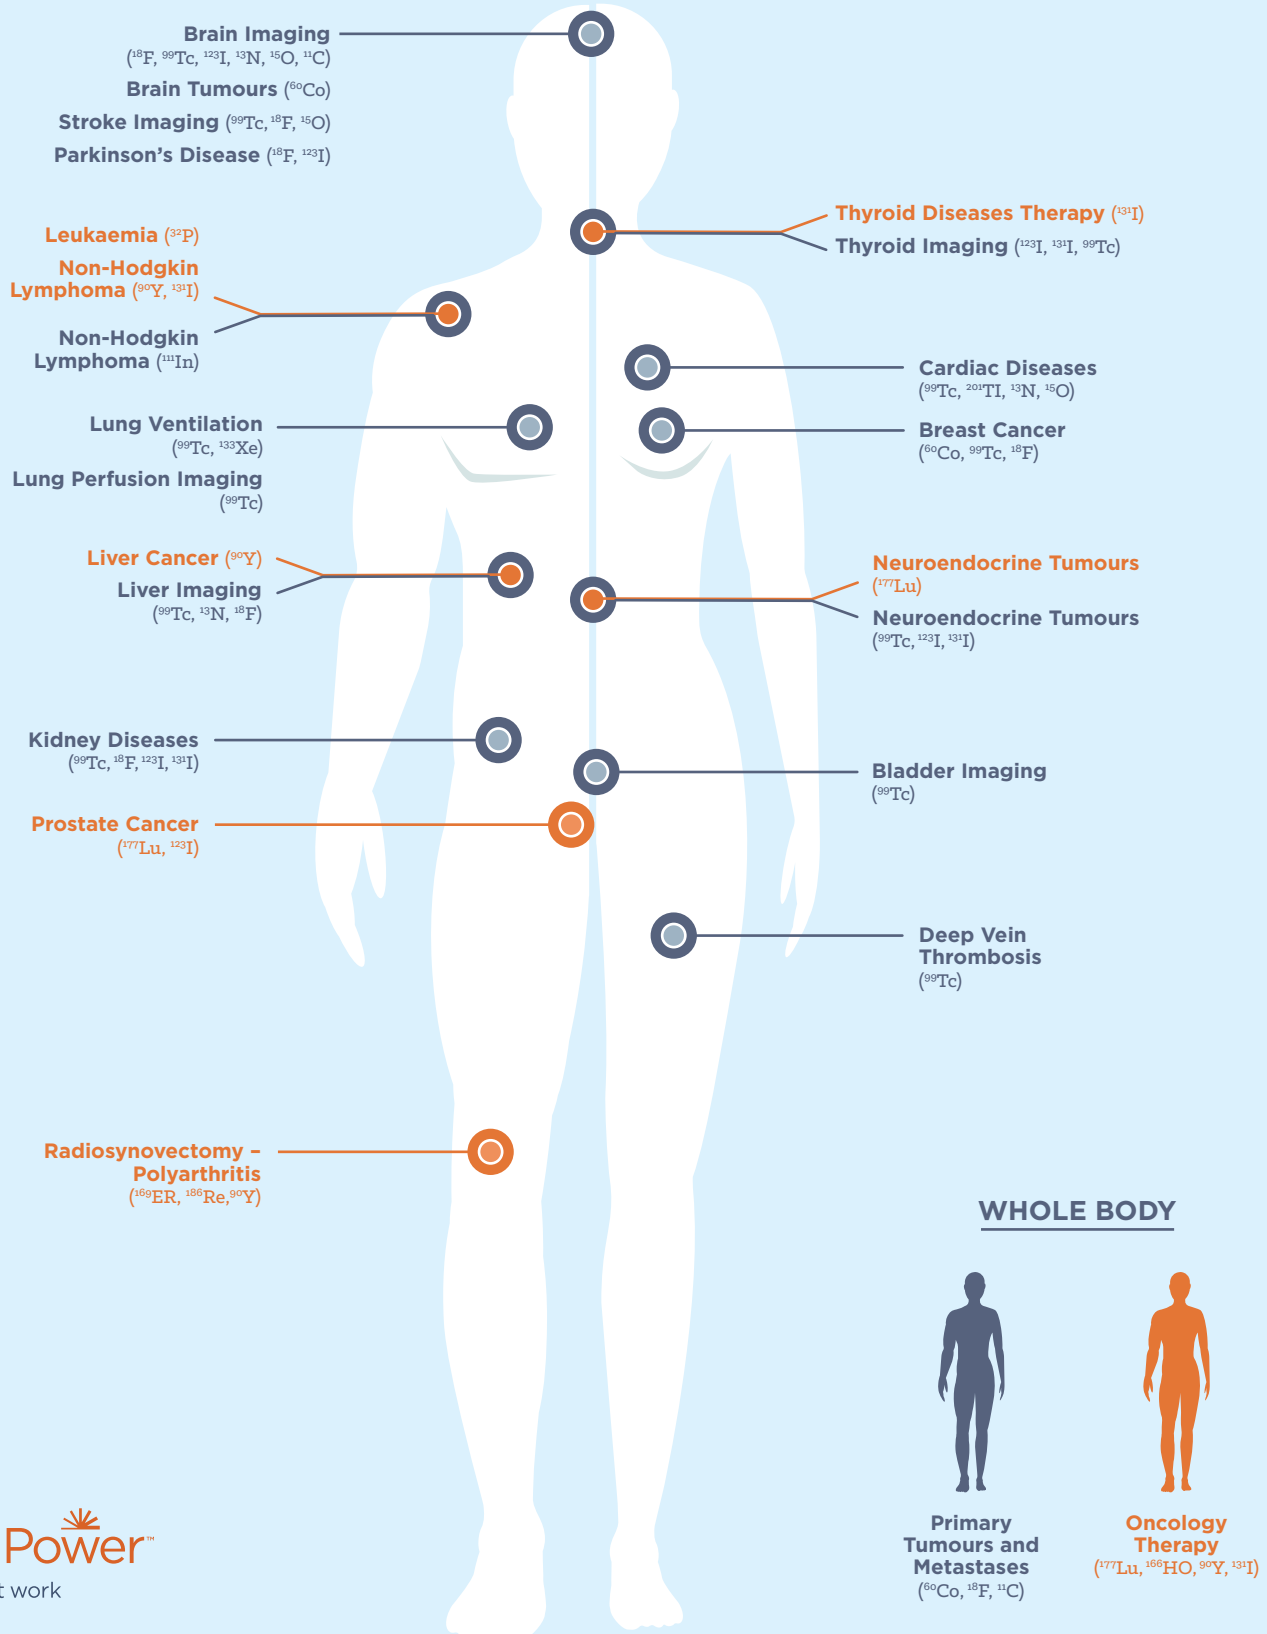 Brain Imaging
(¹⁸F, ⁹⁹Tc, ¹²³I, ¹³N, ¹⁵O, ¹¹C)
Brain Tumours (⁶⁰Co)
Stroke Imaging (⁹⁹Tc, ¹⁸F, ¹⁵O)
Parkinson's Disease (¹⁸F, ¹²³I)
Thyroid Diseases Therapy (¹³¹I)
Thyroid Imaging (¹²³I, ¹³¹I, ⁹⁹Tc)
Leukaemia (³²P)
Non-Hodgkin
Lymphoma (⁹⁰Y, ¹³¹I)
Non-Hodgkin
Lymphoma (¹¹¹In)
Cardiac Diseases
(⁹⁹Tc, ²⁰¹TI, ¹³N, ¹⁵O)
Breast Cancer
(⁶⁰Co, ⁹⁹Tc, ¹⁸F)
Lung Ventilation
(⁹⁹Tc, ¹³³Xe)
Lung Perfusion Imaging
(⁹⁹Tc)
Liver Cancer (⁹⁰Y)
Liver Imaging
(⁹⁹Tc, ¹³N, ¹⁸F)
Neuroendocrine Tumours
(¹⁷⁷Lu)
Neuroendocrine Tumours
(⁹⁹Tc, ¹²³I, ¹³¹I)
Kidney Diseases
(⁹⁹Tc, ¹⁸F, ¹²³I, ¹³¹I)
Bladder Imaging
(⁹⁹Tc)
Prostate Cancer
(¹⁷⁷Lu, ¹²³I)
Deep Vein
Thrombosis
(⁹⁹Tc)
Radiosynovectomy –
Polyarthritis
(¹⁶⁹ER, ¹⁸⁶Re,⁹⁰Y)
WHOLE BODY
Primary
Tumours and
Metastases
(⁶⁰Co, ¹⁸F, ¹¹C)
Oncology
Therapy
(¹⁷⁷Lu, ¹⁶⁶HO, ⁹⁰Y, ¹³¹I)
Power™
t work